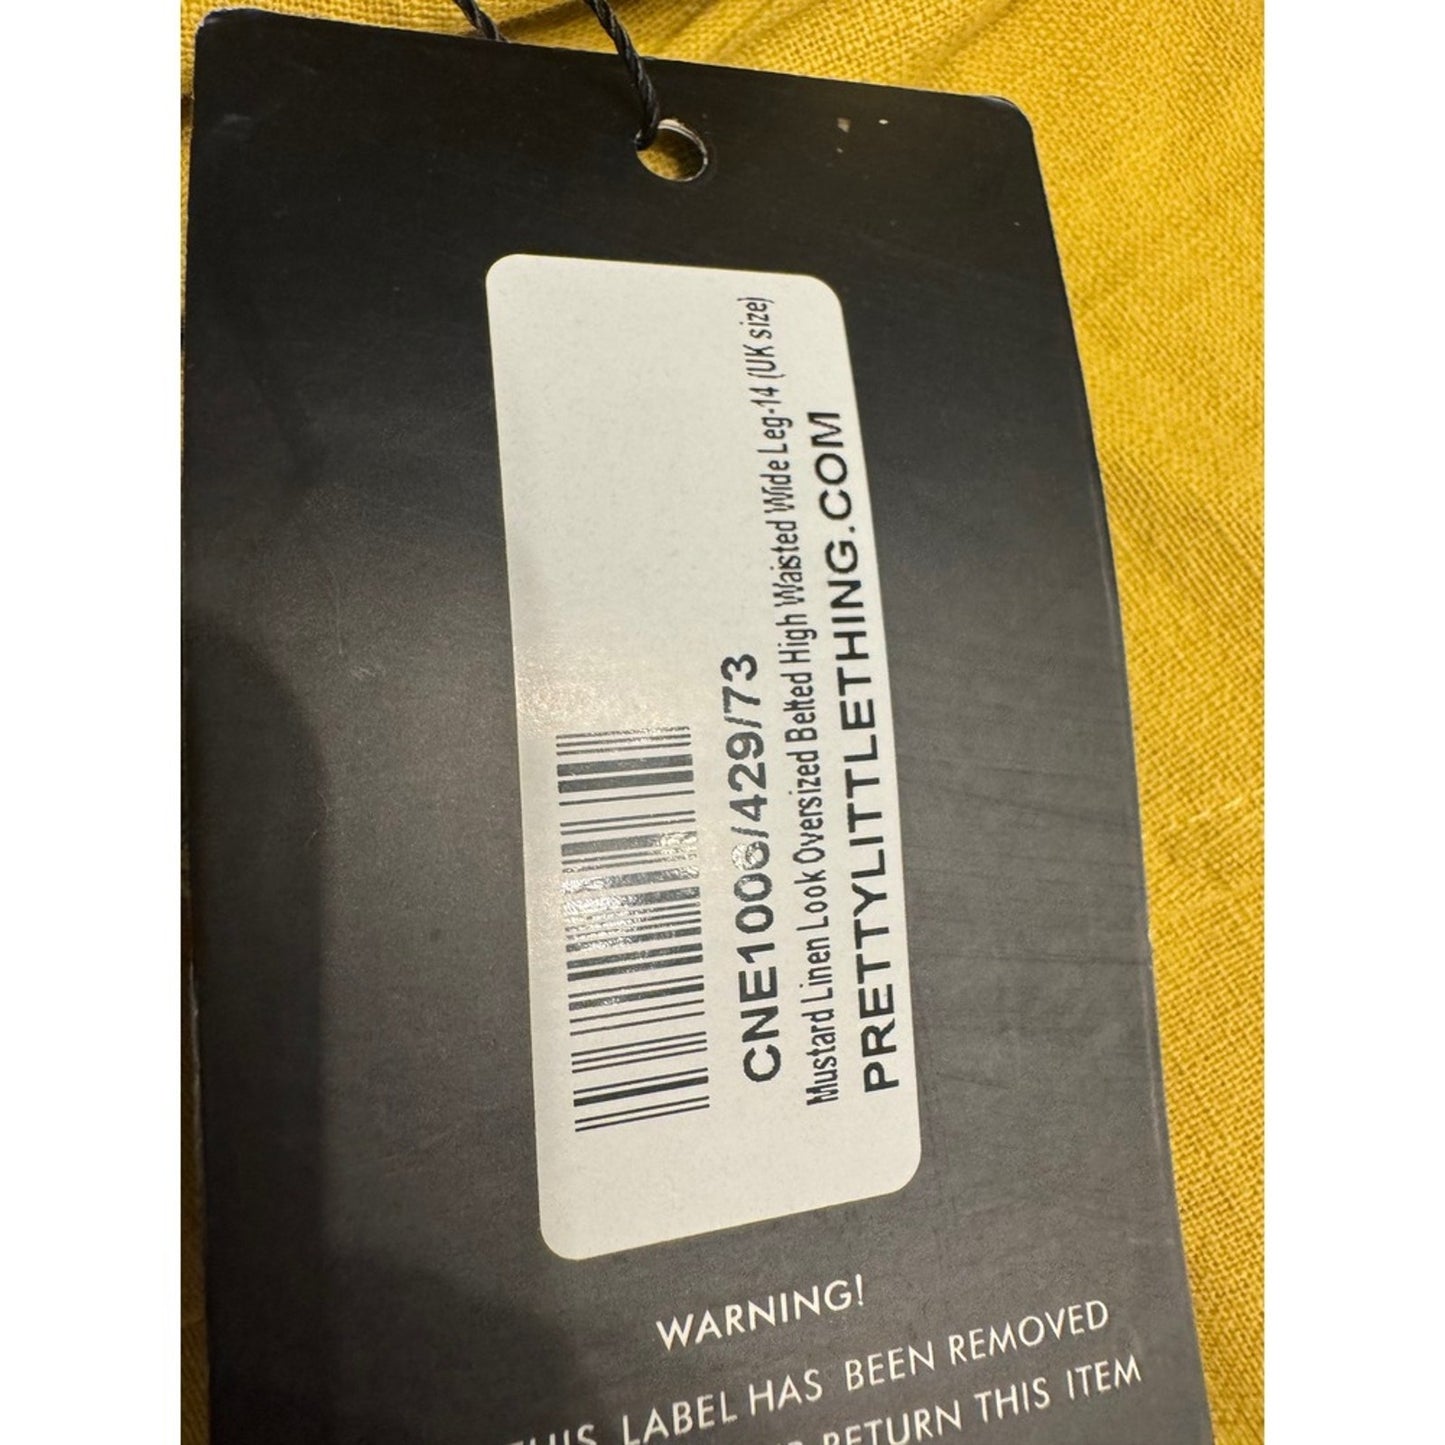 CNE1006/429/73
Mustard Linen Look Oversized Belted High Waisted Wide Leg-14 (UK size)
PRETTYLITTLETHING.COM
WARNING!
THIS LABEL HAS BEEN REMOVED
RETURN THIS ITEM